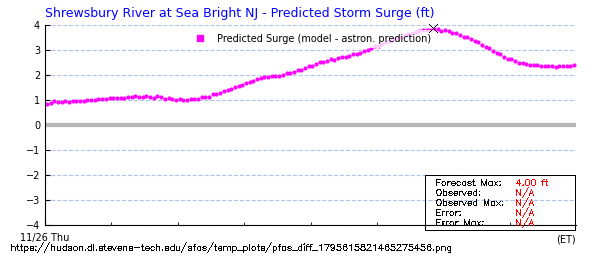 Shrewsbury River at Sea Bright NJ - Predicted Storm Surge (ft)
4
Predicted Surge (model - astron. prediction)
3
2
1
0
−1
−2
Forecast Max: 4.00 ft
Observed: N/A
−3
Observed Max: N/A
Error: N/A
Error Max: N/A
−4
11/26 Thu
(ET)
https://hudson.dl.stevens-tech.edu/sfas/temp_plots/pfas_diff_1795615821465275456.png